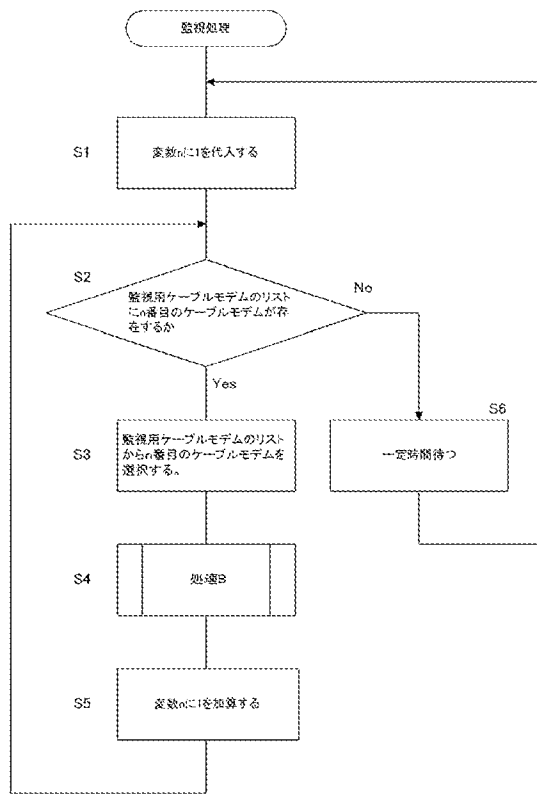 監視処理
S1
変数nに1を代入する
S2
監視用ケーブルモデムのリスト
にn番目のケーブルモデムが存
在するか
No
Yes
S6
S3
監視用ケーブルモデムのリスト
からn番目のケーブルモデムを
選択する。
一定時間待つ
S4
処理B
S5
変数nに1を加算する